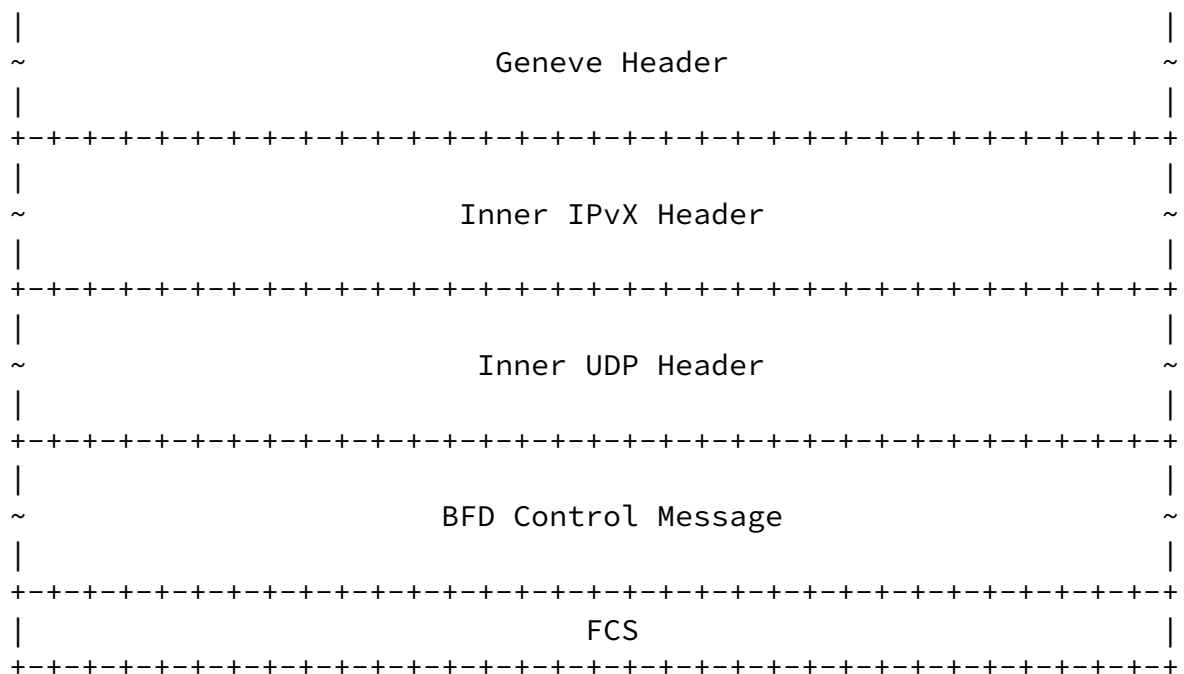 |                                                               |
~                          Geneve Header                        ~
|                                                               |
+-+-+-+-+-+-+-+-+-+-+-+-+-+-+-+-+-+-+-+-+-+-+-+-+-+-+-+-+-+-+-+-+
|                                                               |
~                        Inner IPvX Header                      ~
|                                                               |
+-+-+-+-+-+-+-+-+-+-+-+-+-+-+-+-+-+-+-+-+-+-+-+-+-+-+-+-+-+-+-+-+
|                                                               |
~                         Inner UDP Header                      ~
|                                                               |
+-+-+-+-+-+-+-+-+-+-+-+-+-+-+-+-+-+-+-+-+-+-+-+-+-+-+-+-+-+-+-+-+
|                                                               |
~                       BFD Control Message                     ~
|                                                               |
+-+-+-+-+-+-+-+-+-+-+-+-+-+-+-+-+-+-+-+-+-+-+-+-+-+-+-+-+-+-+-+-+
|                               FCS                             |
+-+-+-+-+-+-+-+-+-+-+-+-+-+-+-+-+-+-+-+-+-+-+-+-+-+-+-+-+-+-+-+-+